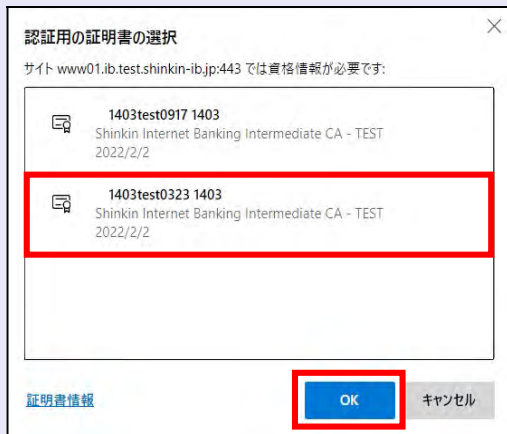 認証用の証明書の選択
サイト www01.ib.test.shinkin-ib.jp:443 では資格情報が必要です:
1403test0917 1403
Shinkin Internet Banking Intermediate CA - TEST
2022/2/2
1403test0323 1403
Shinkin Internet Banking Intermediate CA - TEST
2022/2/2
証明書情報
OK
キャンセル